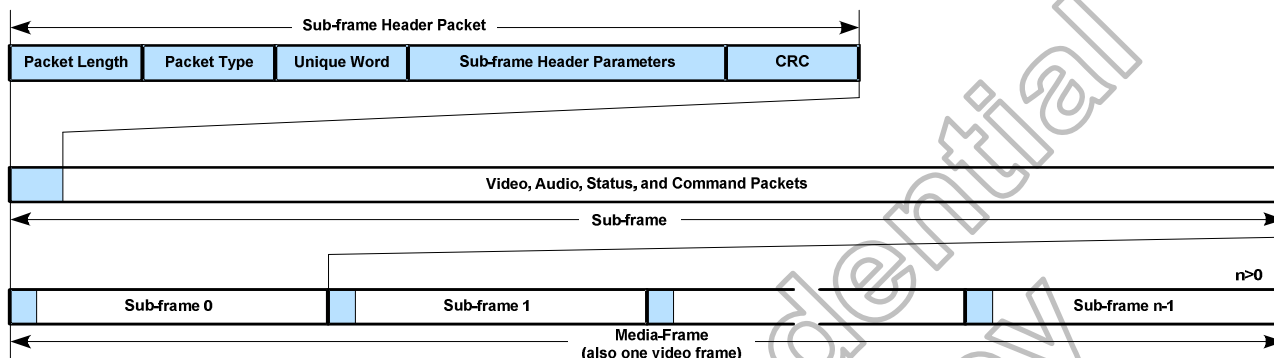 Sub-frame Header Packet
Packet Length Packet Type Unique Word Sub-frame Header Parameters CRC
Video, Audio, Status, and Command Packets
Sub-frame
n>0
Sub-frame 0 Sub-frame 1 Sub-frame n-1
Media-Frame
(also one video frame)
dential